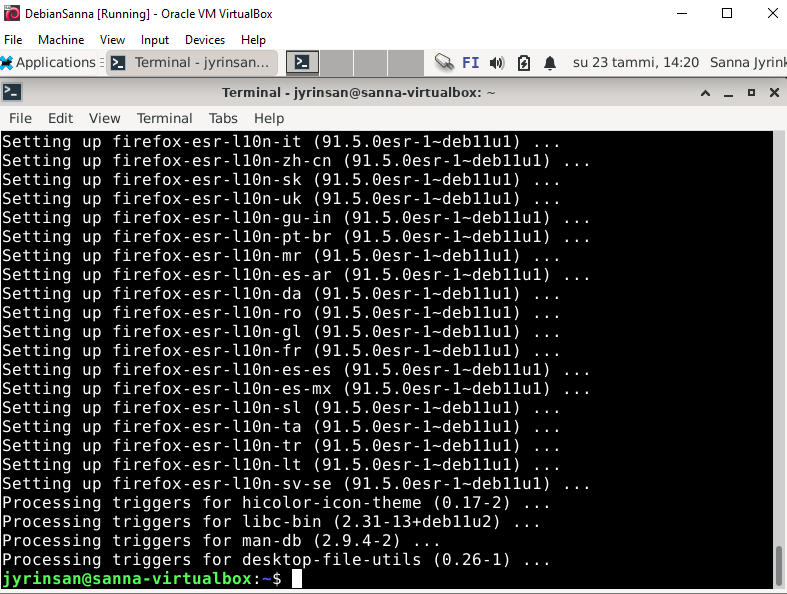 DebianSanna [Running] - Oracle VM VirtualBox
File Machine View Input Devices Help
Applications Terminal - jyrinsan... FI su 23 tammi, 14:20 Sanna Jyrink
Terminal - jyrinsan@sanna-virtualbox: ~
File Edit View Terminal Tabs Help
Setting up firefox-esr-l10n-it (91.5.0esr-1~deb11u1) ...
Setting up firefox-esr-l10n-zh-cn (91.5.0esr-1~deb11u1) ...
Setting up firefox-esr-l10n-sk (91.5.0esr-1~deb11u1) ...
Setting up firefox-esr-l10n-uk (91.5.0esr-1~deb11u1) ...
Setting up firefox-esr-l10n-gu-in (91.5.0esr-1~deb11u1) ...
Setting up firefox-esr-l10n-pt-br (91.5.0esr-1~deb11u1) ...
Setting up firefox-esr-l10n-mr (91.5.0esr-1~deb11u1) ...
Setting up firefox-esr-l10n-es-ar (91.5.0esr-1~deb11u1) ...
Setting up firefox-esr-l10n-da (91.5.0esr-1~deb11u1) ...
Setting up firefox-esr-l10n-ro (91.5.0esr-1~deb11u1) ...
Setting up firefox-esr-l10n-gl (91.5.0esr-1~deb11u1) ...
Setting up firefox-esr-l10n-fr (91.5.0esr-1~deb11u1) ...
Setting up firefox-esr-l10n-es-es (91.5.0esr-1~deb11u1) ...
Setting up firefox-esr-l10n-es-mx (91.5.0esr-1~deb11u1) ...
Setting up firefox-esr-l10n-sl (91.5.0esr-1~deb11u1) ...
Setting up firefox-esr-l10n-ta (91.5.0esr-1~deb11u1) ...
Setting up firefox-esr-l10n-tr (91.5.0esr-1~deb11u1) ...
Setting up firefox-esr-l10n-lt (91.5.0esr-1~deb11u1) ...
Setting up firefox-esr-l10n-sv-se (91.5.0esr-1~deb11u1) ...
Processing triggers for hicolor-icon-theme (0.17-2) ...
Processing triggers for libc-bin (2.31-13+deb11u2) ...
Processing triggers for man-db (2.9.4-2) ...
Processing triggers for desktop-file-utils (0.26-1) ...
jyrinsan@sanna-virtualbox:~$